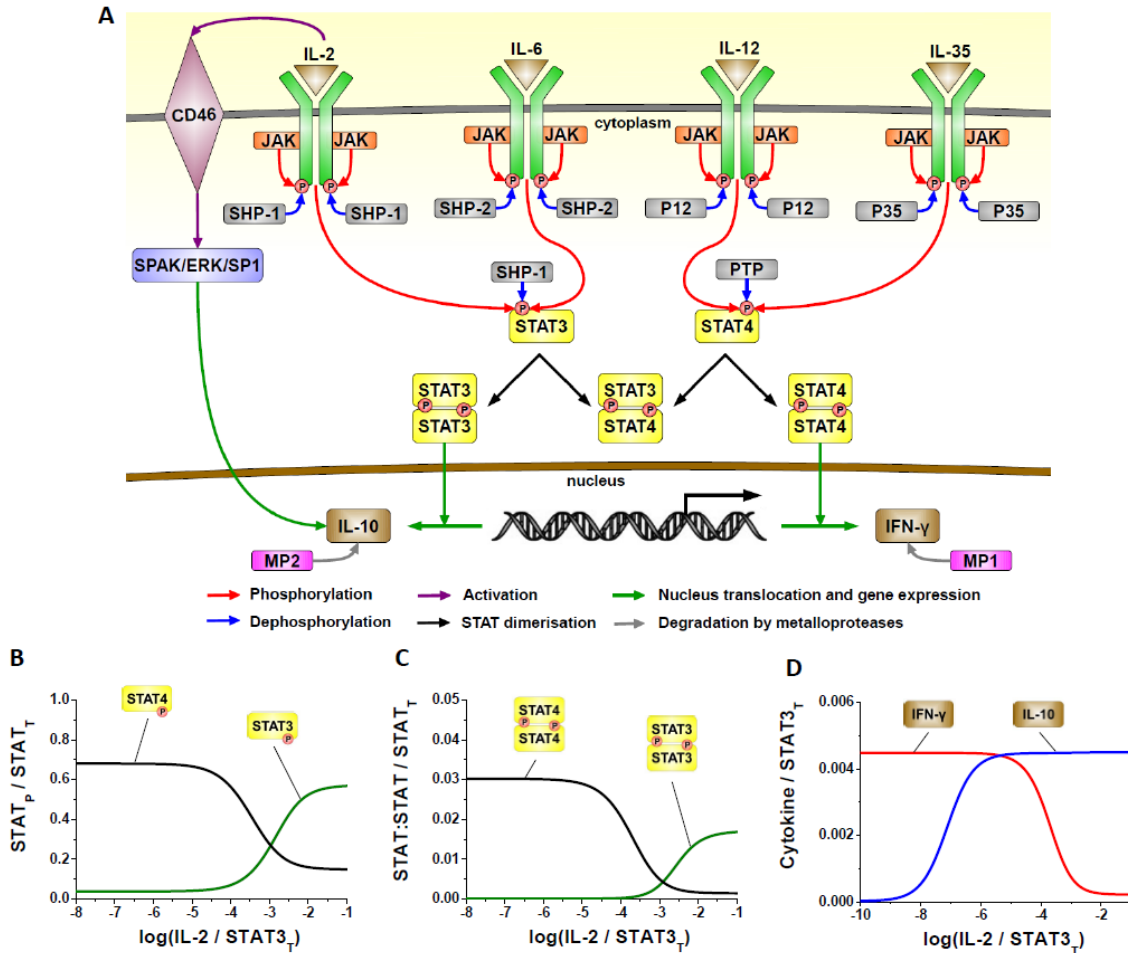 A
IL-2
IL-6
IL-12
IL-35
CD46
cytoplasm
JAK JAK JAK JAK JAK JAK JAK JAK
P P P P P P P P
SHP-1 SHP-1 SHP-2 SHP-2 P12 P12 P35 P35
SPAK/ERK/SP1
SHP-1 PTP
P P
STAT3 STAT4
STAT3 STAT3 STAT4
P P P P P P
STAT3 STAT4 STAT4
nucleus
IL-10 IFN-γ
MP2 MP1
Phosphorylation Activation Nucleus translocation and gene expression
Dephosphorylation STAT dimerisation Degradation by metalloproteases
B
STAT4
P
STAT3
P
STATP / STATT
1.0
0.8
0.6
0.4
0.2
0.0
-8 -7 -6 -5 -4 -3 -2 -1
log(IL-2 / STAT3T)
C
STAT4
P P
STAT4
STAT3
P P
STAT3
STAT:STAT / STATT
0.05
0.04
0.03
0.02
0.01
0.00
-8 -7 -6 -5 -4 -3 -2 -1
log(IL-2 / STAT3T)
D
IFN-γ IL-10
Cytokine / STAT3T
0.006
0.004
0.002
0.000
-10 -8 -6 -4 -2
log(IL-2 / STAT3T)